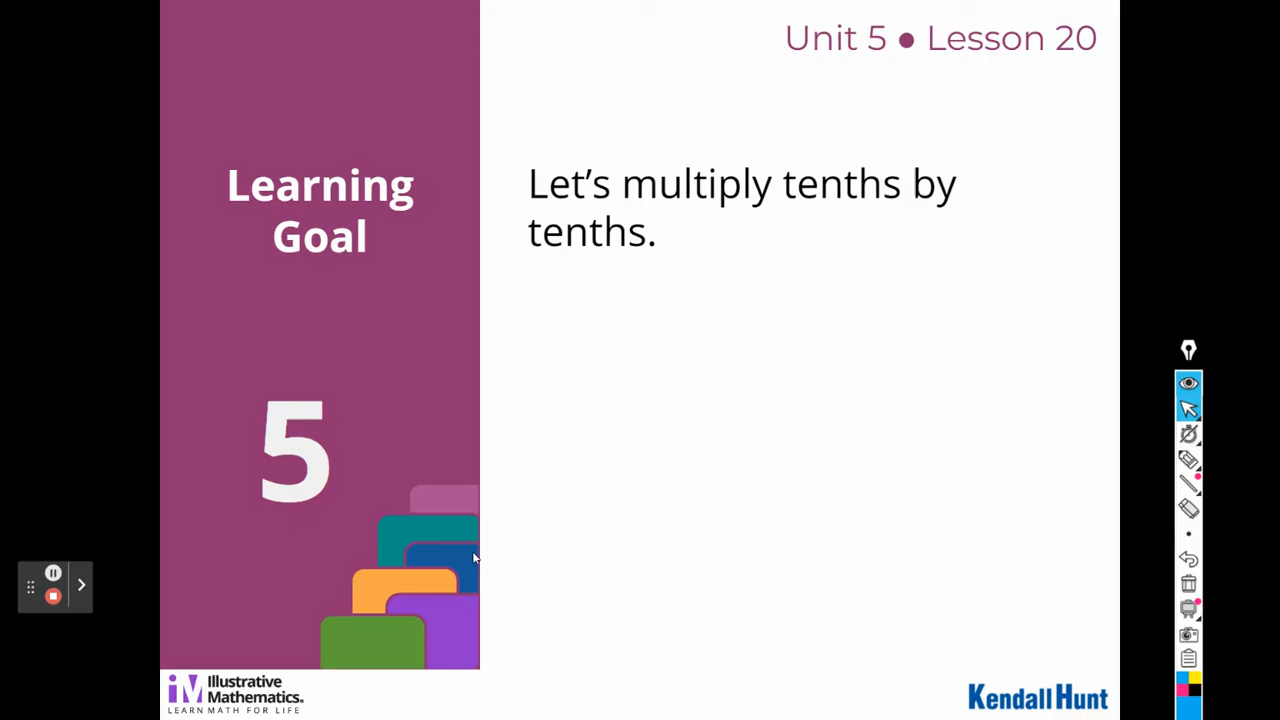 Unit 5 ● Lesson 20
Learning
Goal
Let’s multiply tenths by
tenths.
5
Illustrative
Mathematics.
LEARN MATH FOR LIFE
Kendall Hunt